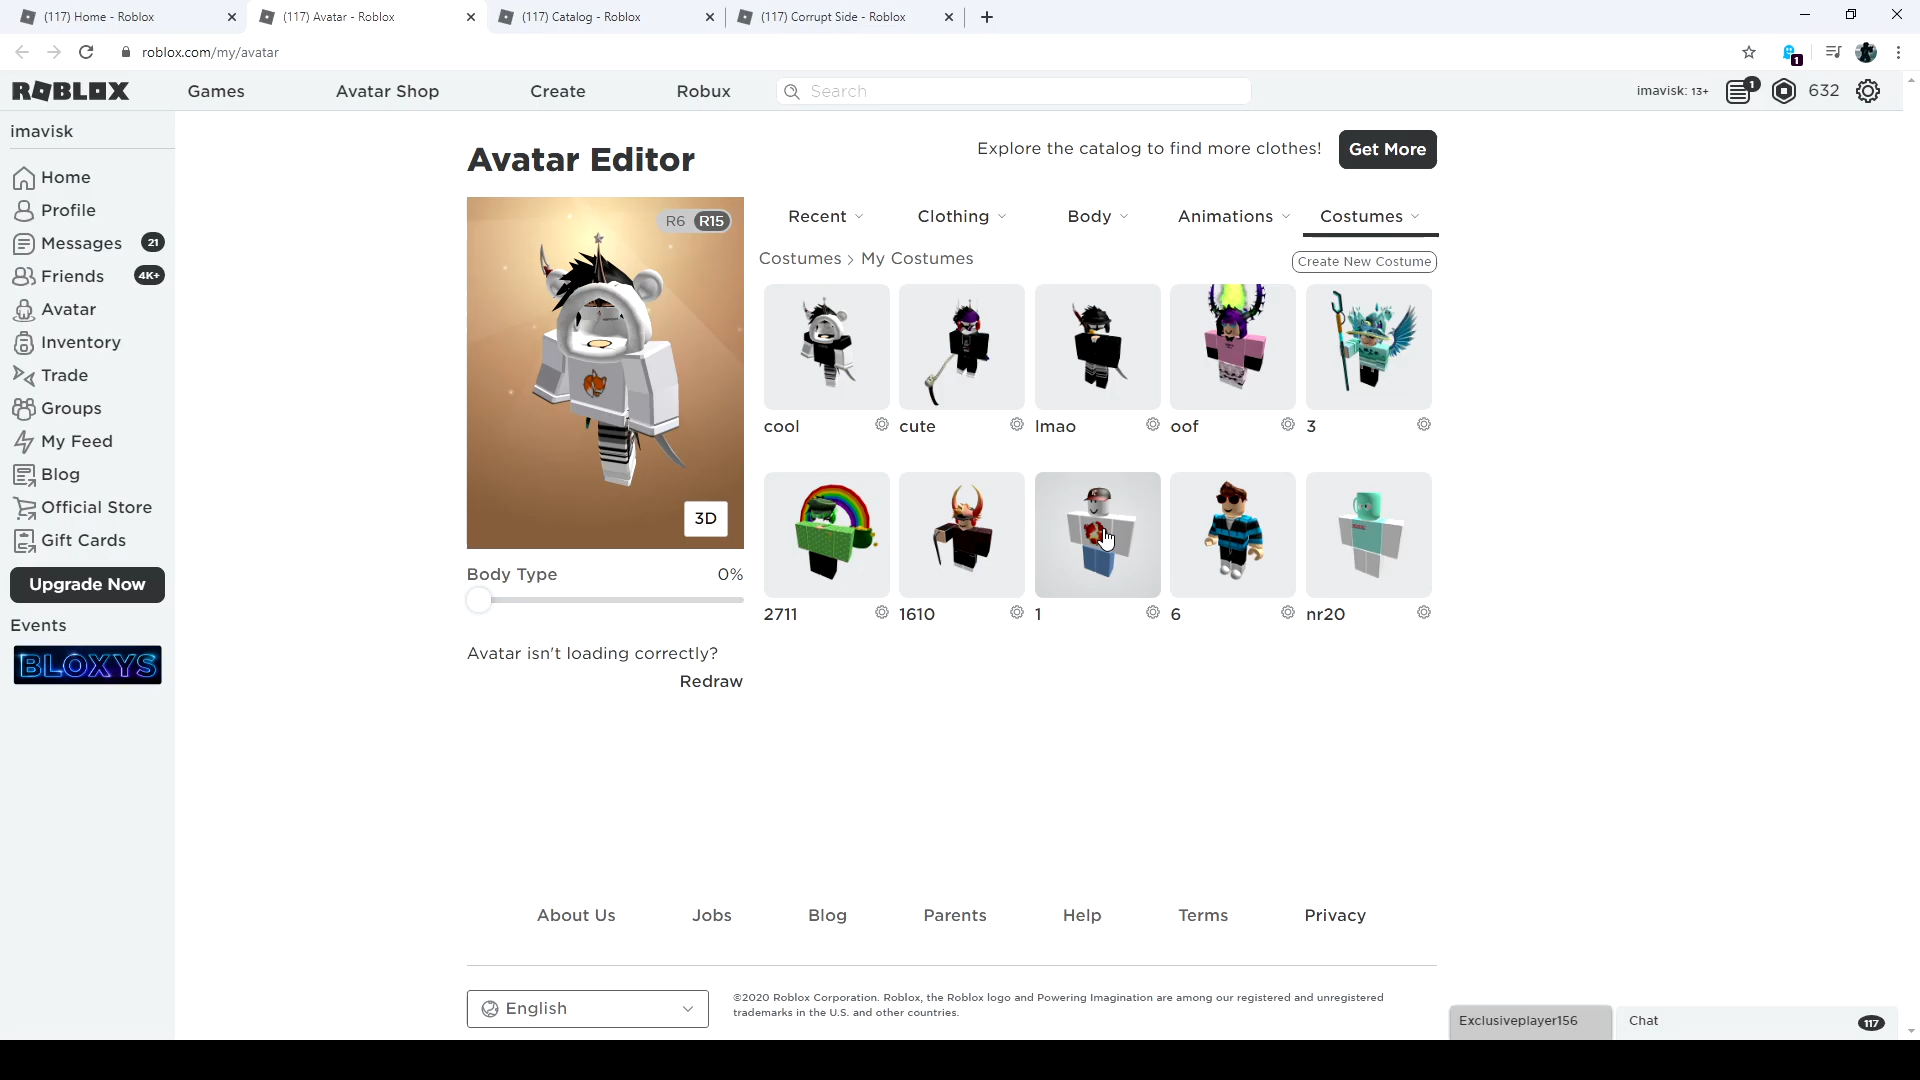 (117) Home - Roblox
(117) Avatar - Roblox
(117) Catalog - Roblox
(117) Corrupt Side - Roblox
roblox.com/my/avatar
1
ROBLOX
Games
Avatar Shop
Create
Robux
Search
imavisk: 13+
1
632
imavisk
Home
Profile
Messages 21
Friends 4K+
Avatar
Inventory
Trade
Groups
My Feed
Blog
Official Store
Gift Cards
Upgrade Now
Events
BLOXYS
Avatar Editor
Explore the catalog to find more clothes!
Get More
R6 R15
3D
Body Type 0%
Avatar isn't loading correctly?
Redraw
Recent
Clothing
Body
Animations
Costumes
Costumes > My Costumes
Create New Costume
cool
cute
lmao
oof
3
2711
1610
1
6
nr20
About Us
Jobs
Blog
Parents
Help
Terms
Privacy
English
©2020 Roblox Corporation. Roblox, the Roblox logo and Powering Imagination are among our registered and unregistered
trademarks in the U.S. and other countries.
Exclusiveplayer156
Chat
117